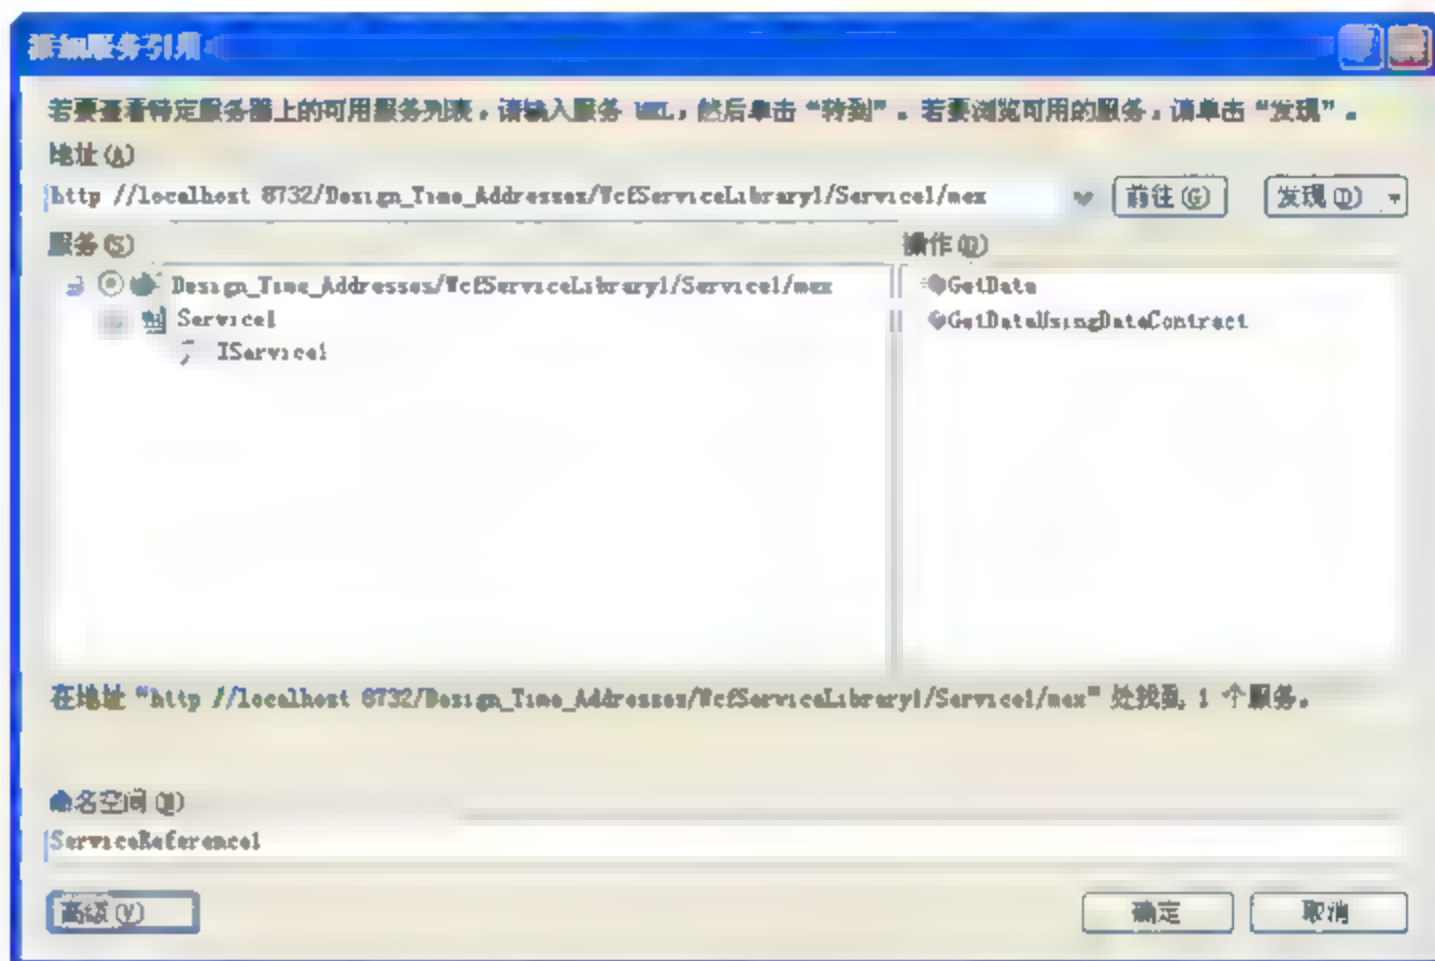 添加服务引用
若要查看特定服务器上的可用服务列表，请输入服务 URL，然后单击“转到”。若要浏览可用的服务，请单击“发现”。
地址(A)
http //localhost 8732/Design_Time_Addresses/WcfServiceLibrary1/Service1/mex
前往(G)
发现(D)
服务(S)
操作(O)
Design_Time_Addresses/WcfServiceLibrary1/Service1/mex
Service1
IService1
GetData
GetDataUsingDataContract
在地址 "http //localhost 8732/Design_Time_Addresses/WcfServiceLibrary1/Service1/mex" 处找到 1 个服务。
命名空间(N)
ServiceReference1
高级(V)
确定
取消